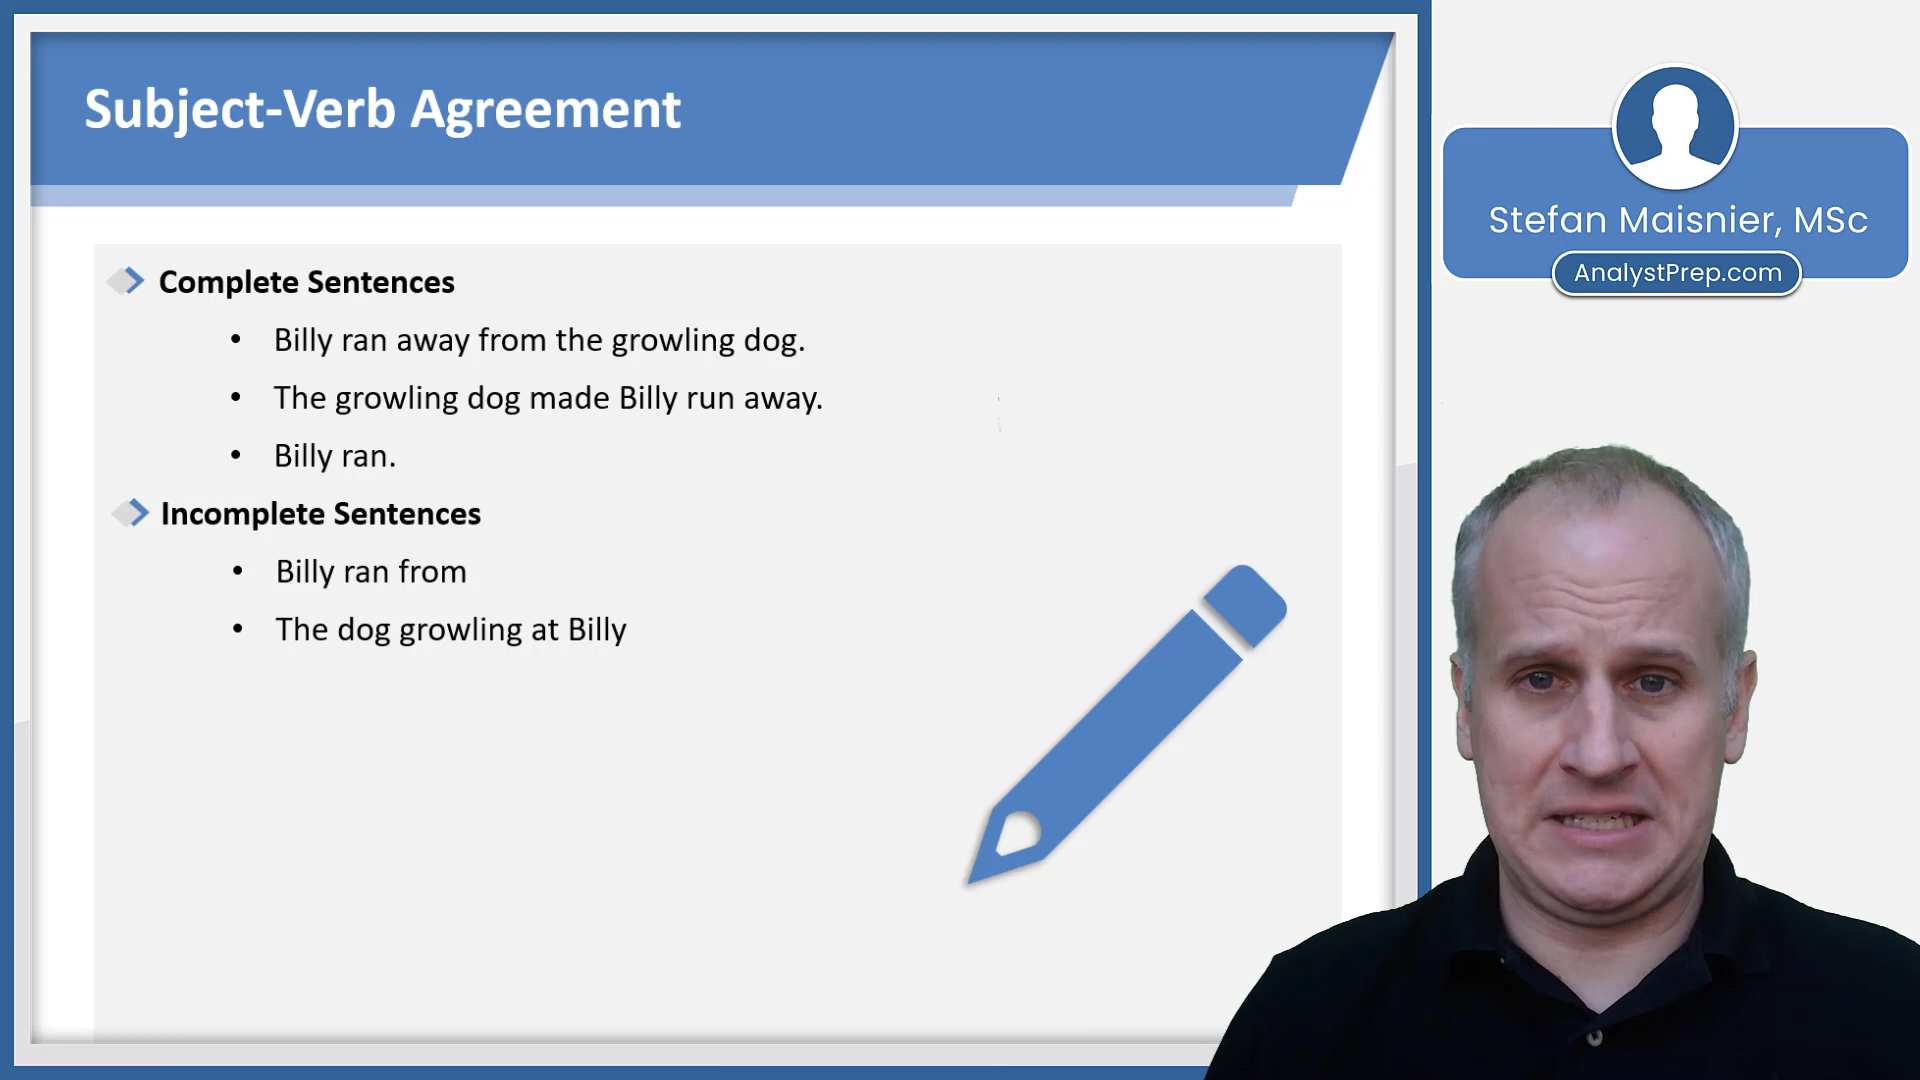 Subject-Verb Agreement
Complete Sentences
Billy ran away from the growling dog.
The growling dog made Billy run away.
Billy ran.
Incomplete Sentences
Billy ran from
The dog growling at Billy
Stefan Maisnier, MSc
AnalystPrep.com